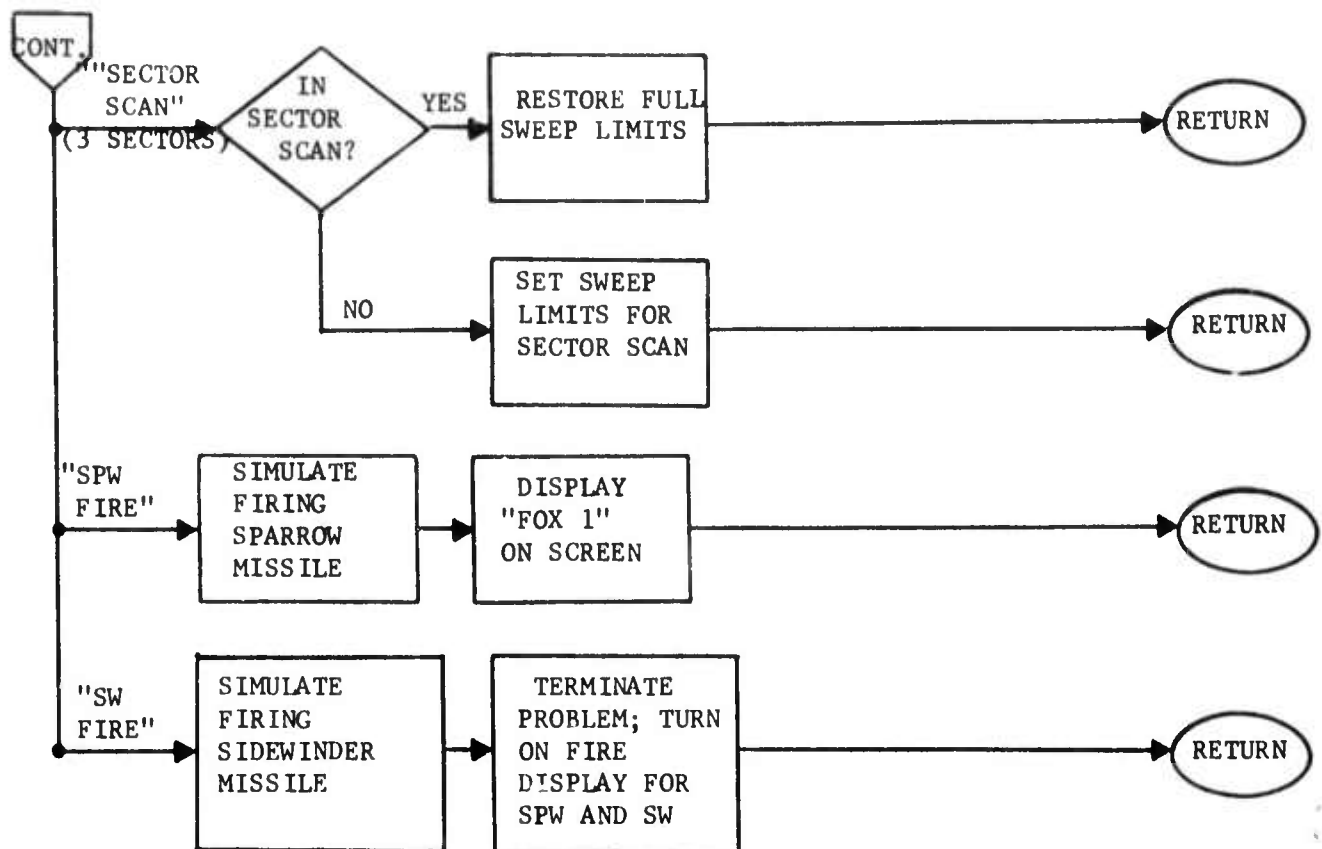 CONT.
""SECTOR
SCAN"
(3 SECTORS)
IN
SECTOR
SCAN?
YES
RESTORE FULL
SWEEP LIMITS
RETURN
NO
SET SWEEP
LIMITS FOR
SECTOR SCAN
RETURN
"SPW
FIRE"
SIMULATE
FIRING
SPARROW
MISSILE
DISPLAY
"FOX 1"
ON SCREEN
RETURN
"SW
FIRE"
SIMULATE
FIRING
SIDEWINDER
MISSILE
TERMINATE
PROBLEM; TURN
ON FIRE
DISPLAY FOR
SPW AND SW
RETURN